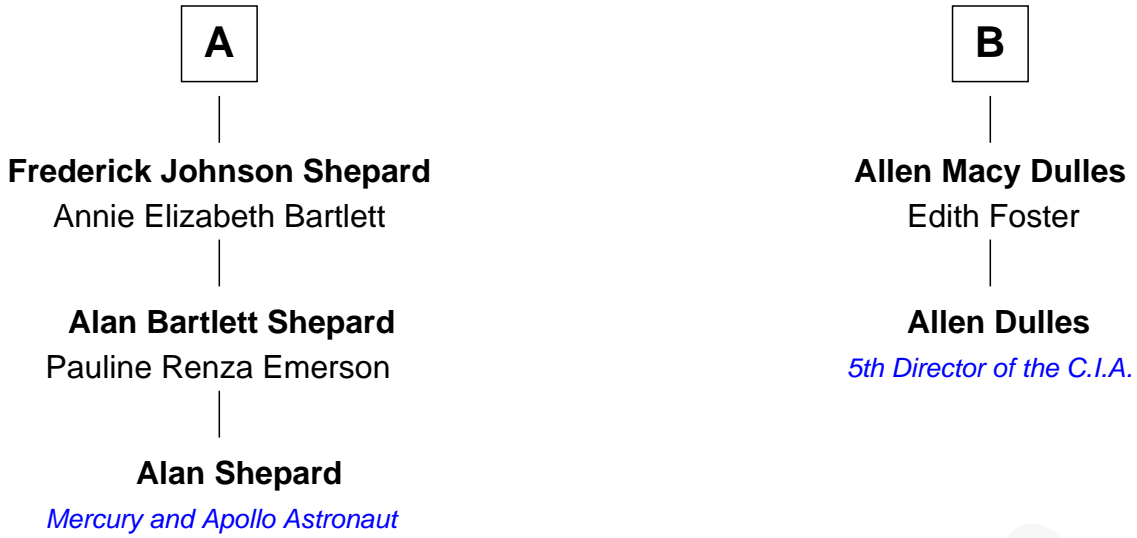 A
Frederick Johnson Shepard
Annie Elizabeth Bartlett
Alan Bartlett Shepard
Pauline Renza Emerson
Alan Shepard
Mercury and Apollo Astronaut
B
Allen Macy Dulles
Edith Foster
Allen Dulles
5th Director of the C.I.A.